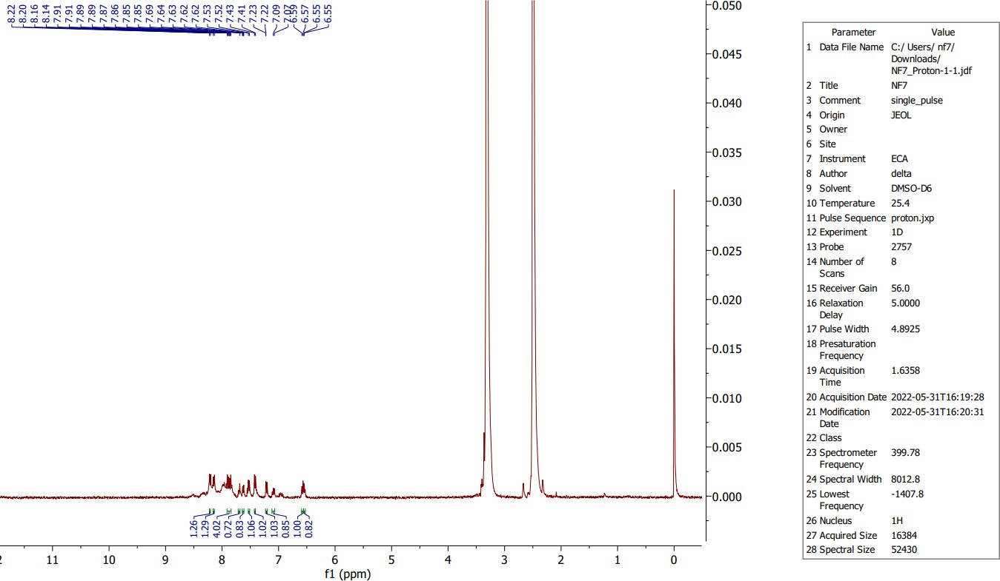 8.22
8.20
8.16
8.14
7.91
7.91
7.89
7.89
7.87
7.86
7.85
7.85
7.69
7.64
7.63
7.62
7.62
7.53
7.52
7.43
7.41
7.23
7.22
7.09
7.07
6.59
6.57
6.55
6.55
0.050
0.045
0.040
0.035
0.030
0.025
0.020
0.015
0.010
0.005
0.000
1.26
1.29
4.02
0.72
0.83
1.06
1.02
1.03
0.85
1.00
0.82
2 11 10 9 8 7 6 5 4 3 2 1 0
f1 (ppm)
Parameter Value
1 Data File Name C:/ Users/ nf7/
Downloads/
NF7_Proton-1-1.jdf
2 Title NF7
3 Comment single_pulse
4 Origin JEOL
5 Owner
6 Site
7 Instrument ECA
8 Author delta
9 Solvent DMSO-D6
10 Temperature 25.4
11 Pulse Sequence proton.jxp
12 Experiment 1D
13 Probe 2757
14 Number of 8
Scans
15 Receiver Gain 56.0
16 Relaxation 5.0000
Delay
17 Pulse Width 4.8925
18 Presaturation
Frequency
19 Acquisition 1.6358
Time
20 Acquisition Date 2022-05-31T16:19:28
21 Modification 2022-05-31T16:20:31
Date
22 Class
23 Spectrometer 399.78
Frequency
24 Spectral Width 8012.8
25 Lowest -1407.8
Frequency
26 Nucleus 1H
27 Acquired Size 16384
28 Spectral Size 52430